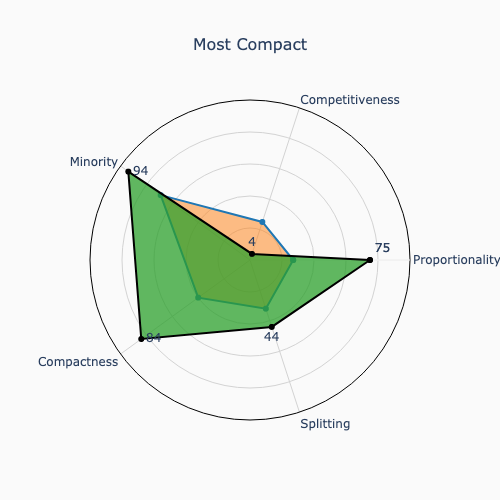 Most Compact
Competitiveness
Minority
94
4
75
Proportionality
84
Compactness
44
Splitting